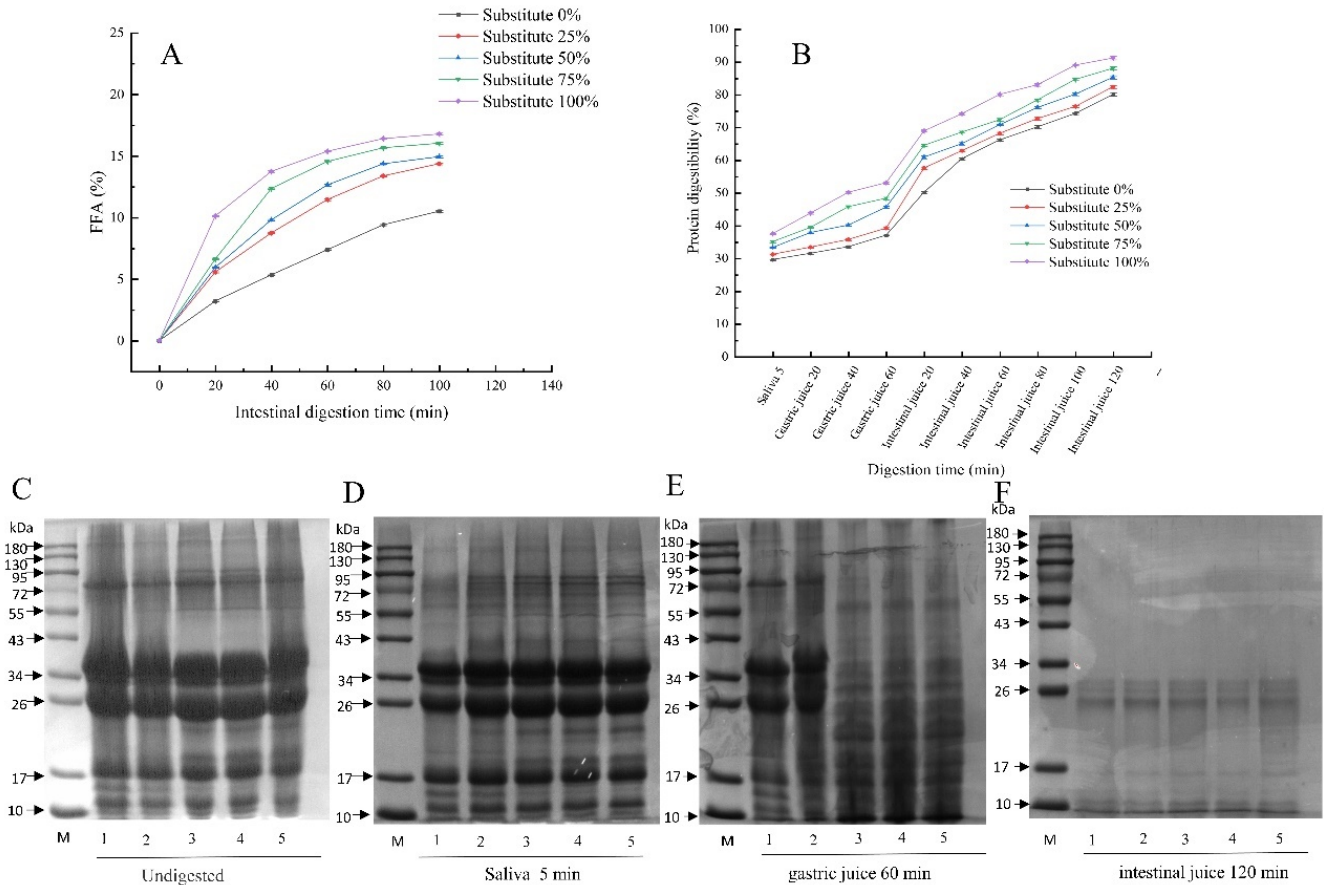 A
Substitute 0%
Substitute 25%
Substitute 50%
Substitute 75%
Substitute 100%
FFA (%)
25
20
15
10
5
0
0 20 40 60 80 100 120 140
Intestinal digestion time (min)
B
Protein digestibility (%)
100
90
80
70
60
50
40
30
20
10
0
Substitute 0%
Substitute 25%
Substitute 50%
Substitute 75%
Substitute 100%
Saliva 5
Gastric juice 20
Gastric juice 40
Gastric juice 60
Intestinal juice 20
Intestinal juice 40
Intestinal juice 60
Intestinal juice 80
Intestinal juice 100
Intestinal juice 120
Digestion time (min)
C
kDa
180
130
95
72
55
43
34
26
17
10
M 1 2 3 4 5
Undigested
D
kDa
180
130
95
72
55
43
34
26
17
10
M 1 2 3 4 5
Saliva 5 min
E
kDa
180
130
95
72
55
43
34
26
17
10
M 1 2 3 4 5
gastric juice 60 min
F
kDa
180
130
95
72
55
43
34
26
17
10
M 1 2 3 4 5
intestinal juice 120 min